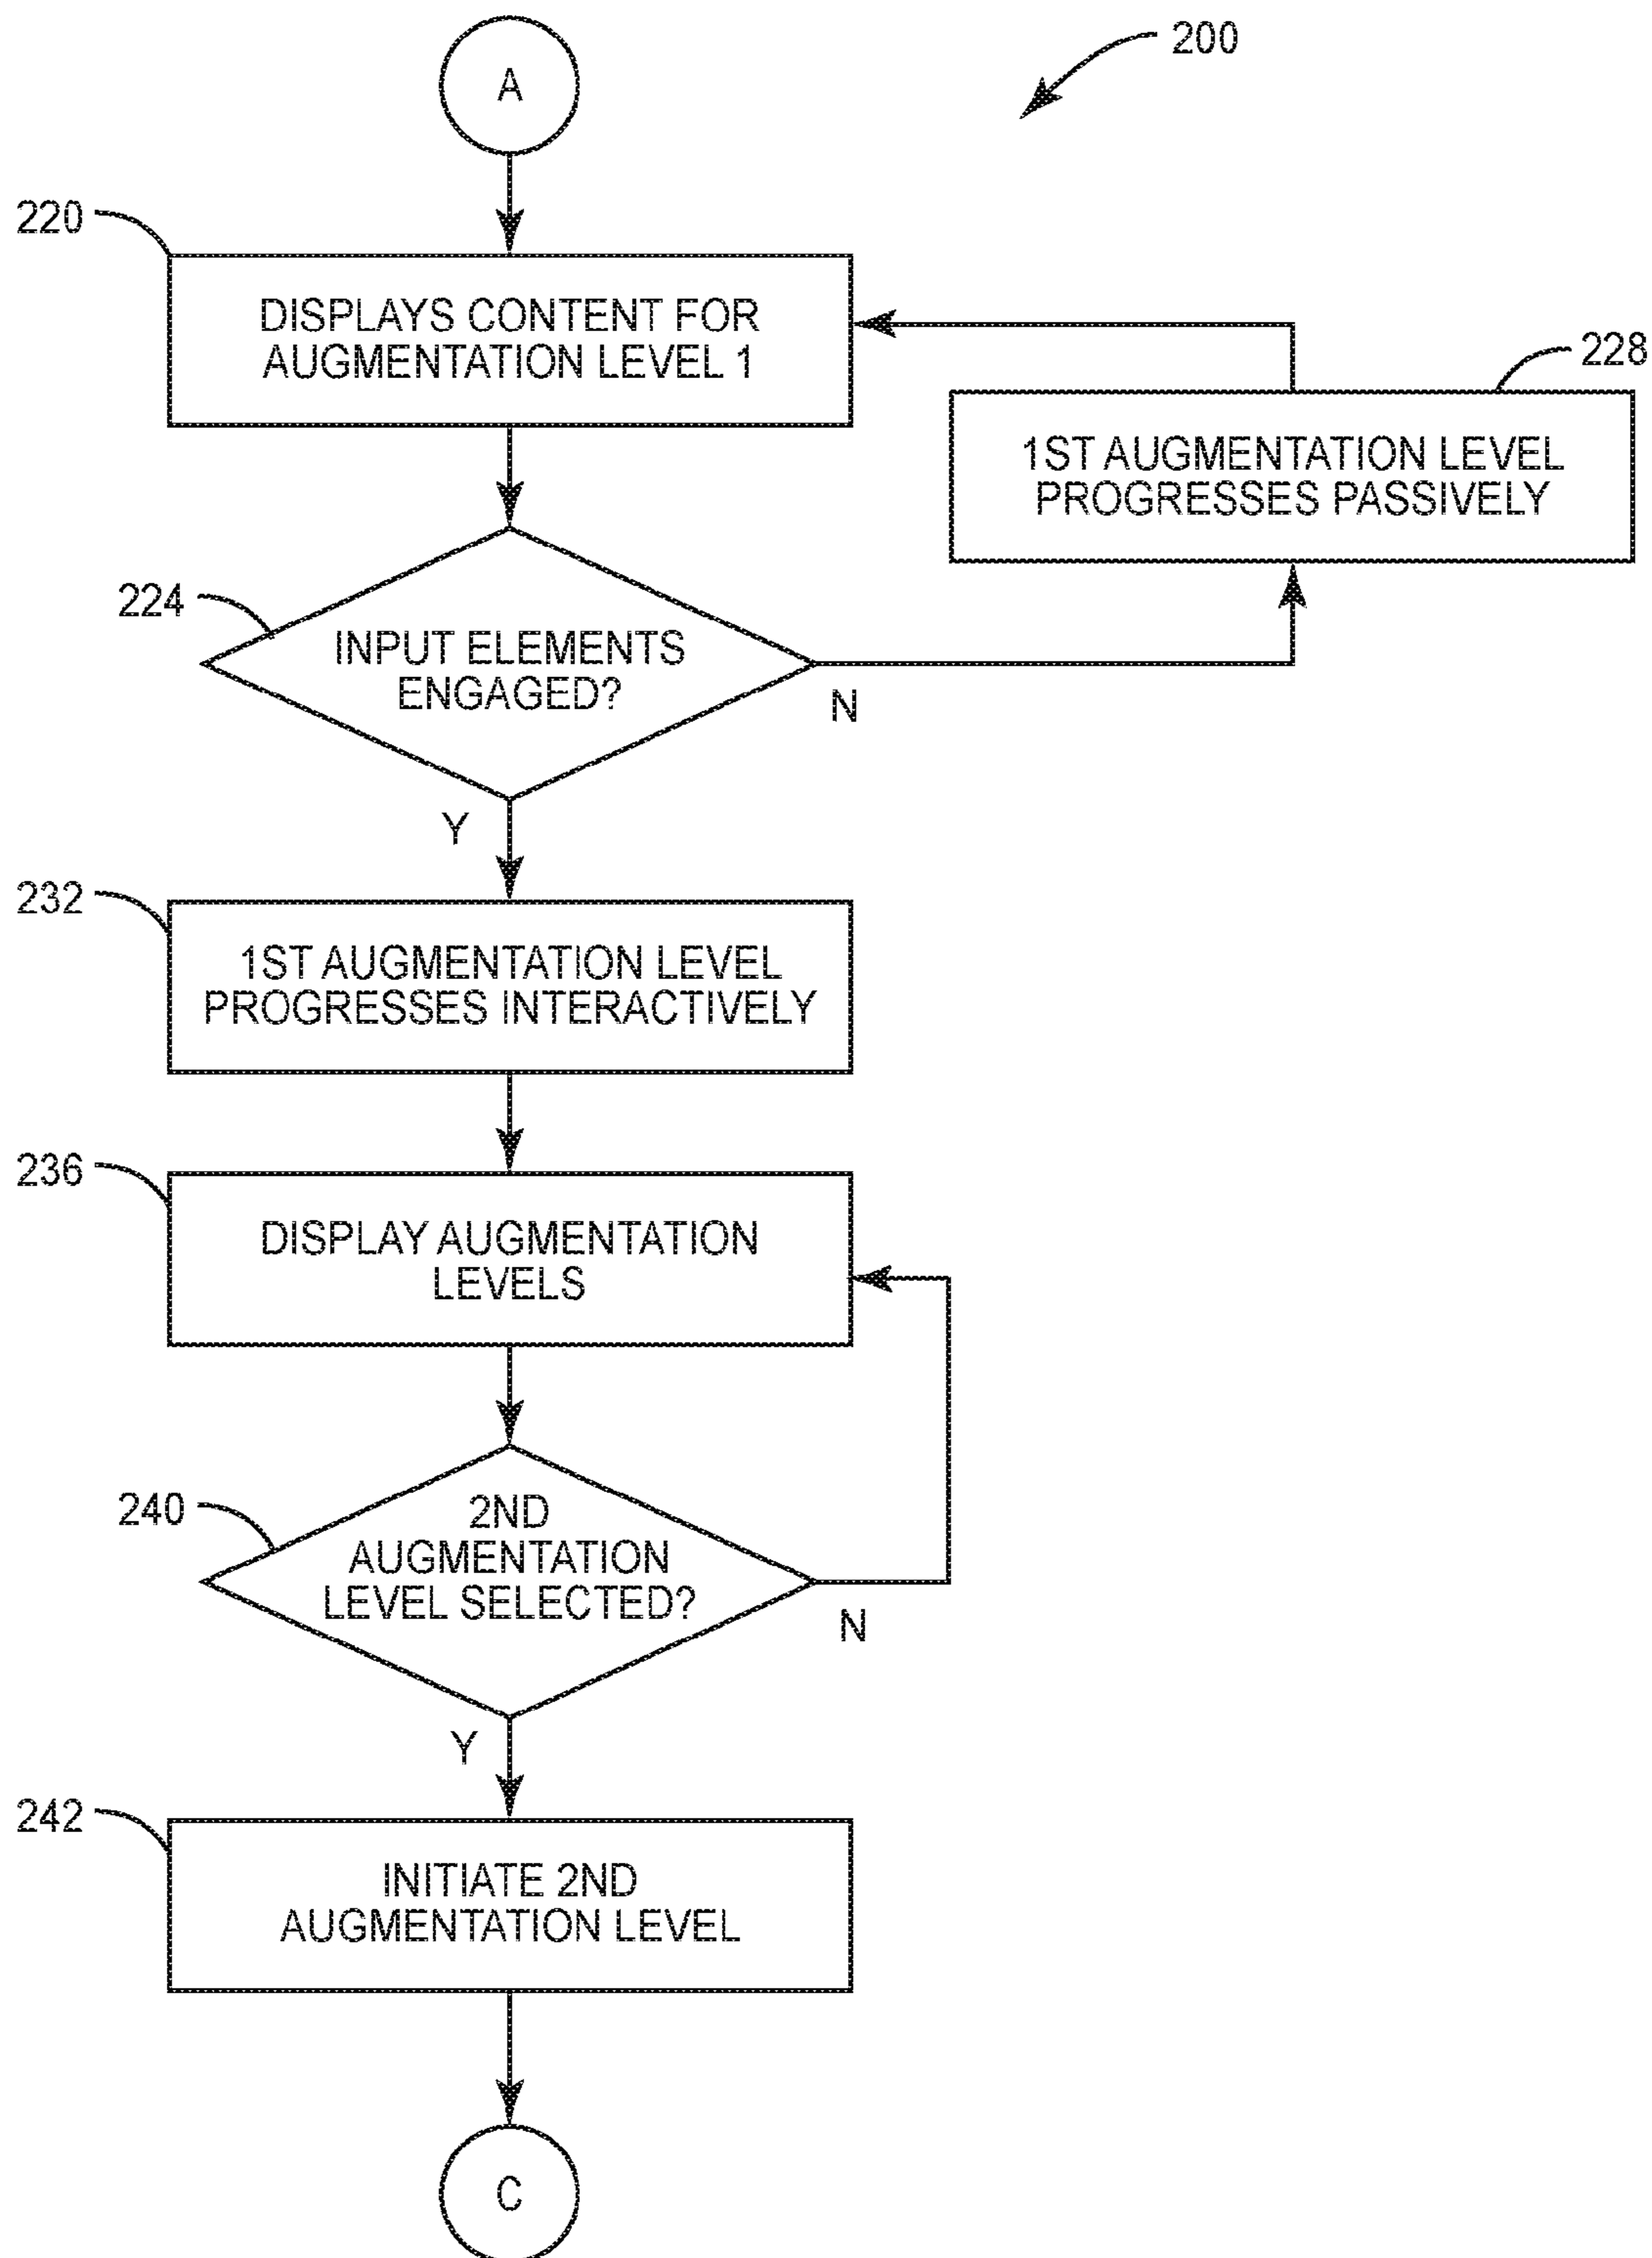 A
200
220
DISPLAYS CONTENT FOR
AUGMENTATION LEVEL 1
228
1ST AUGMENTATION LEVEL
PROGRESSES PASSIVELY
224
INPUT ELEMENTS
ENGAGED?
N
Y
232
1ST AUGMENTATION LEVEL
PROGRESSES INTERACTIVELY
236
DISPLAY AUGMENTATION
LEVELS
240
2ND
AUGMENTATION
LEVEL SELECTED?
N
Y
242
INITIATE 2ND
AUGMENTATION LEVEL
C